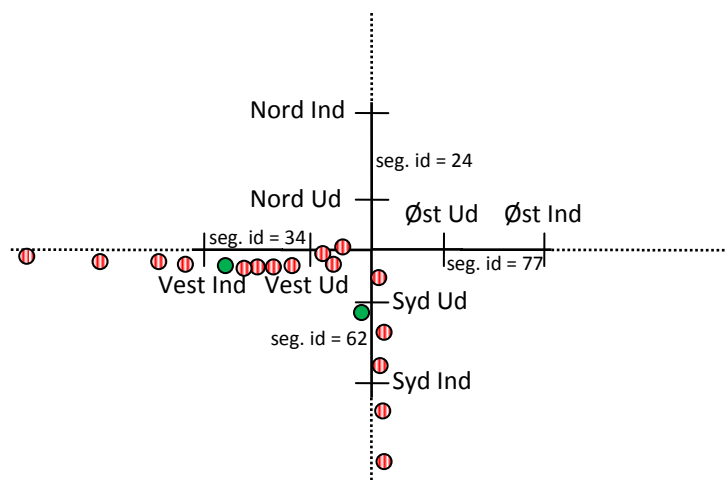 Nord Ind
seg. id = 24
Nord Ud
Øst Ud
Øst Ind
seg. id = 34
seg. id = 77
Vest Ind
Vest Ud
Syd Ud
seg. id = 62
Syd Ind